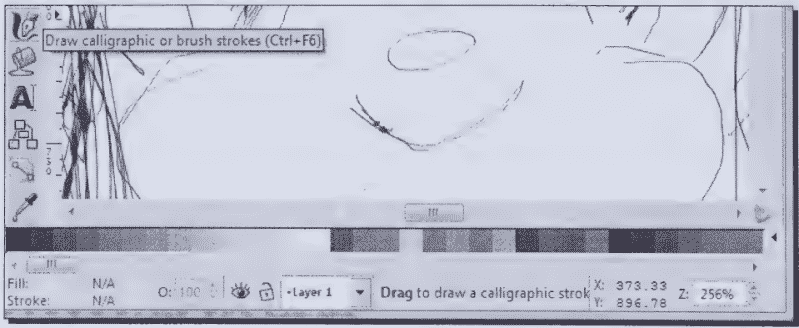 Draw calligraphic or brush strokes (Ctrl+F6)
A
Fill: N/A
Stroke: N/A
O: 100
-Layer 1
Drag to draw a calligraphic strok
X: 373.33
Y: 896.78
Z: 256%